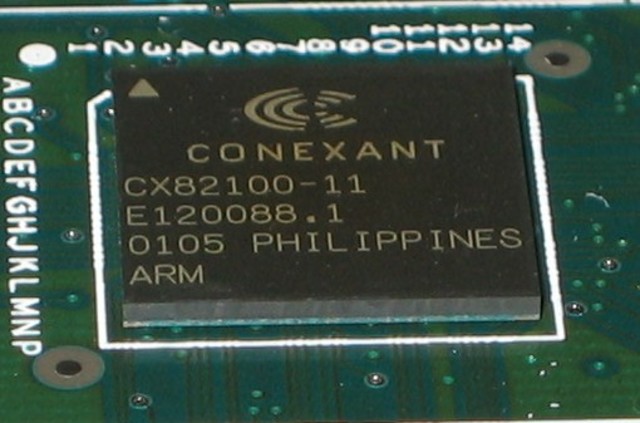 1 2 3 4 5 6 7 8 9 10 11 12 13 14
A B C D E F G H J K L M N P
CONEXANT
CX82100-11
E120088.1
0105 PHILIPPINES
ARM